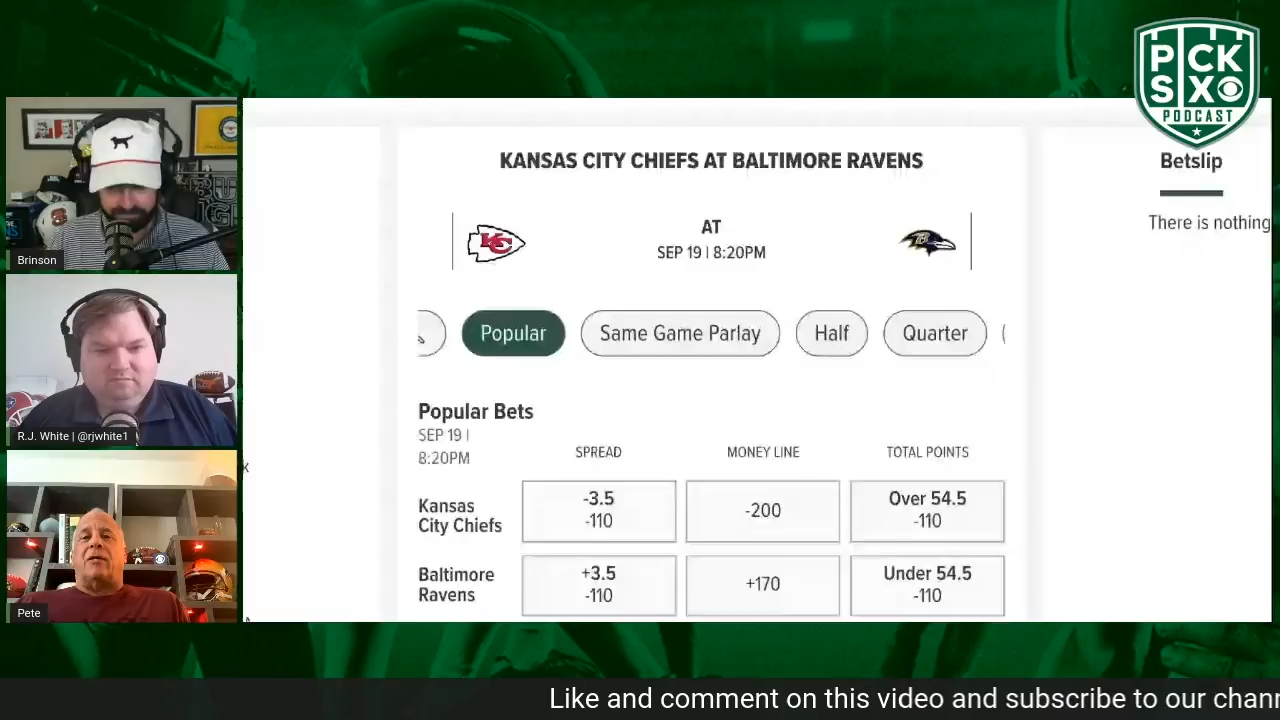 PCK
SX
PODCAST
KANSAS CITY CHIEFS AT BALTIMORE RAVENS
Betslip
There is nothing
AT
SEP 19 | 8:20PM
KC
Brinson
Popular
Same Game Parlay
Half
Quarter
R.J. White | @rjwhite1
Popular Bets
SEP 19 |
8:20PM
SPREAD
MONEY LINE
TOTAL POINTS
Kansas
City Chiefs
-3.5
-110
-200
Over 54.5
-110
Baltimore
Ravens
+3.5
-110
+170
Under 54.5
-110
Pete
Like and comment on this video and subscribe to our chann